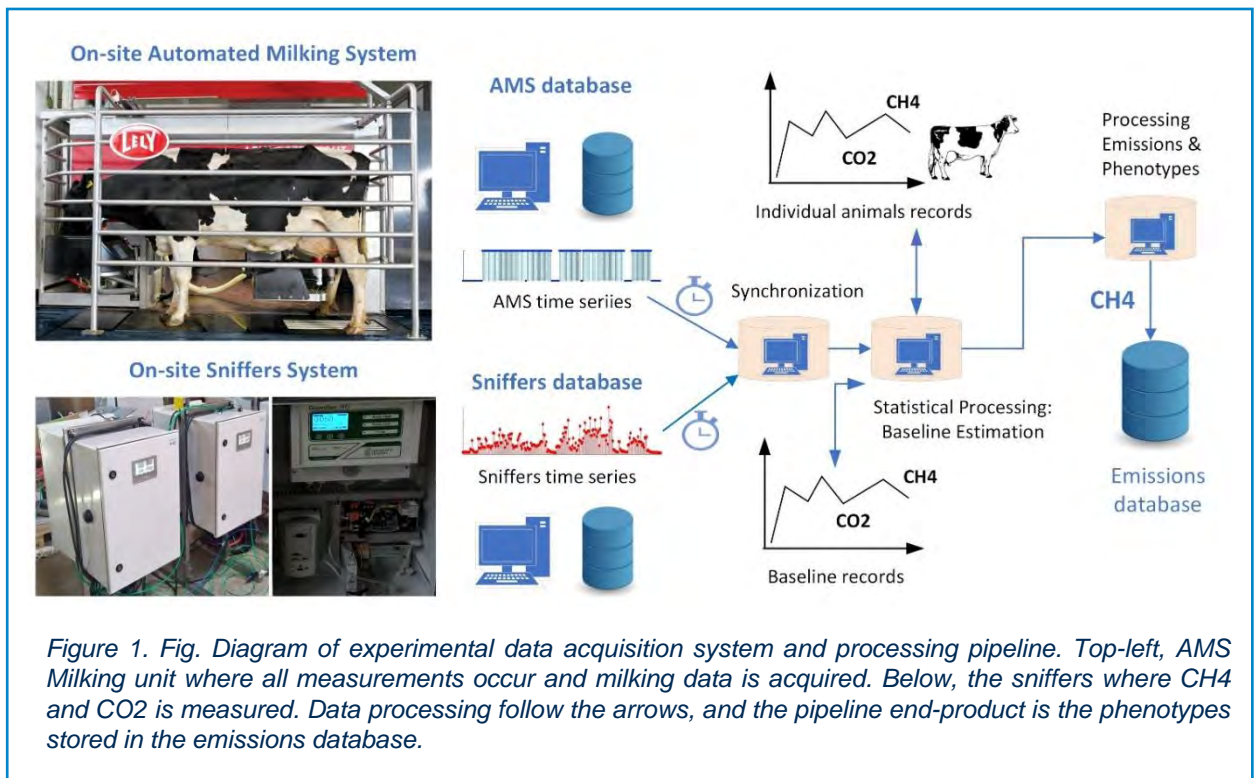 On-site Automated Milking System
LELY
On-site Sniffers System
AMS database
AMS time seriies
Sniffers database
Sniffers time series
Synchronization
CH4
CO2
Individual animals records
Statistical Processing:
Baseline Estimation
CH4
CO2
Baseline records
Processing
Emissions &
Phenotypes
CH4
Emissions
database
Figure 1. Fig. Diagram of experimental data acquisition system and processing pipeline. Top-left, AMS
Milking unit where all measurements occur and milking data is acquired. Below, the sniffers where CH4
and CO2 is measured. Data processing follow the arrows, and the pipeline end-product is the phenotypes
stored in the emissions database.